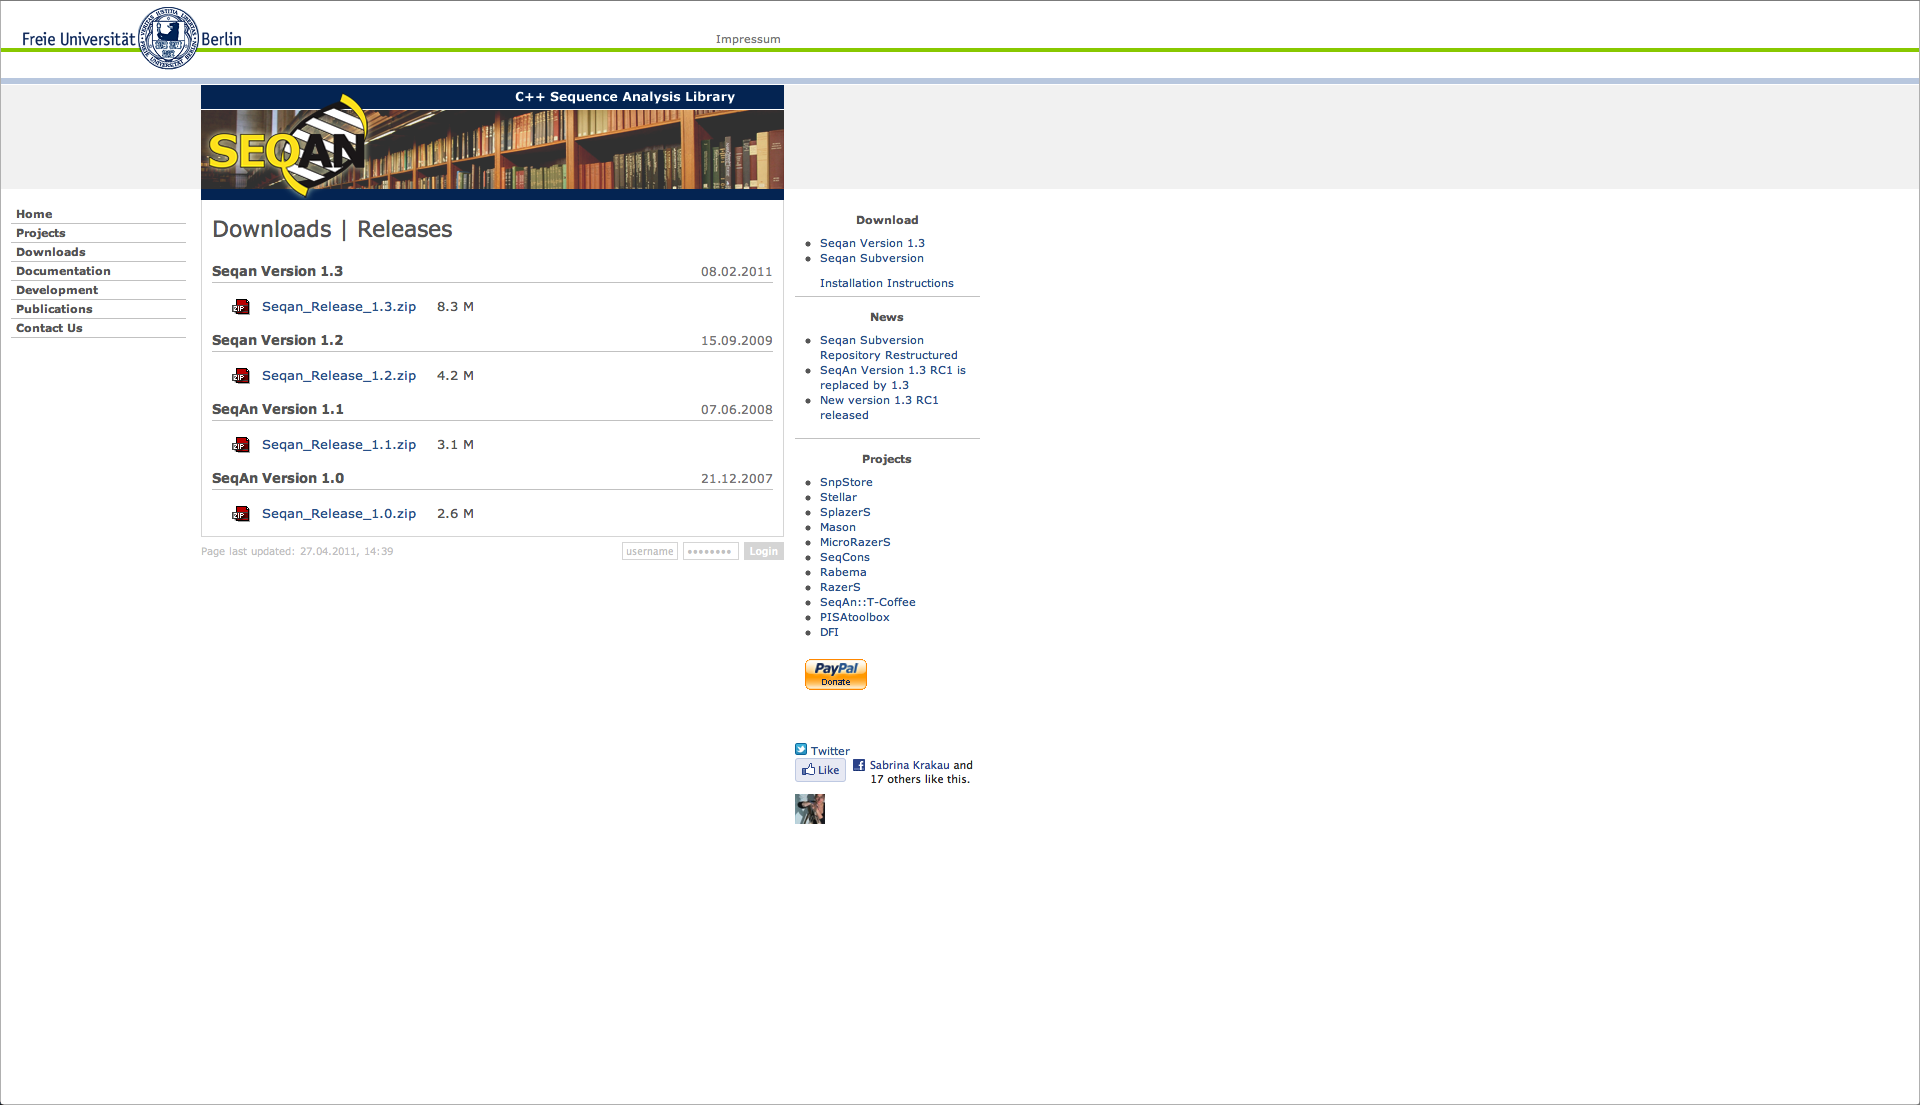 Freie Universität Berlin
Impressum
C++ Sequence Analysis Library
SEQAN
Home
Projects
Downloads
Documentation
Development
Publications
Contact Us
Downloads | Releases
Seqan Version 1.3 08.02.2011
ZIP Seqan_Release_1.3.zip 8.3 M
Seqan Version 1.2 15.09.2009
ZIP Seqan_Release_1.2.zip 4.2 M
SeqAn Version 1.1 07.06.2008
ZIP Seqan_Release_1.1.zip 3.1 M
SeqAn Version 1.0 21.12.2007
ZIP Seqan_Release_1.0.zip 2.6 M
Page last updated: 27.04.2011, 14:39
username •••••••• Login
Download
Seqan Version 1.3
Seqan Subversion
Installation Instructions
News
Seqan Subversion
Repository Restructured
SeqAn Version 1.3 RC1 is
replaced by 1.3
New version 1.3 RC1
released
Projects
SnpStore
Stellar
SplazerS
Mason
MicroRazerS
SeqCons
Rabema
RazerS
SeqAn::T-Coffee
PISAtoolbox
DFI
PayPal
Donate
Twitter
Like
Sabrina Krakau and
17 others like this.